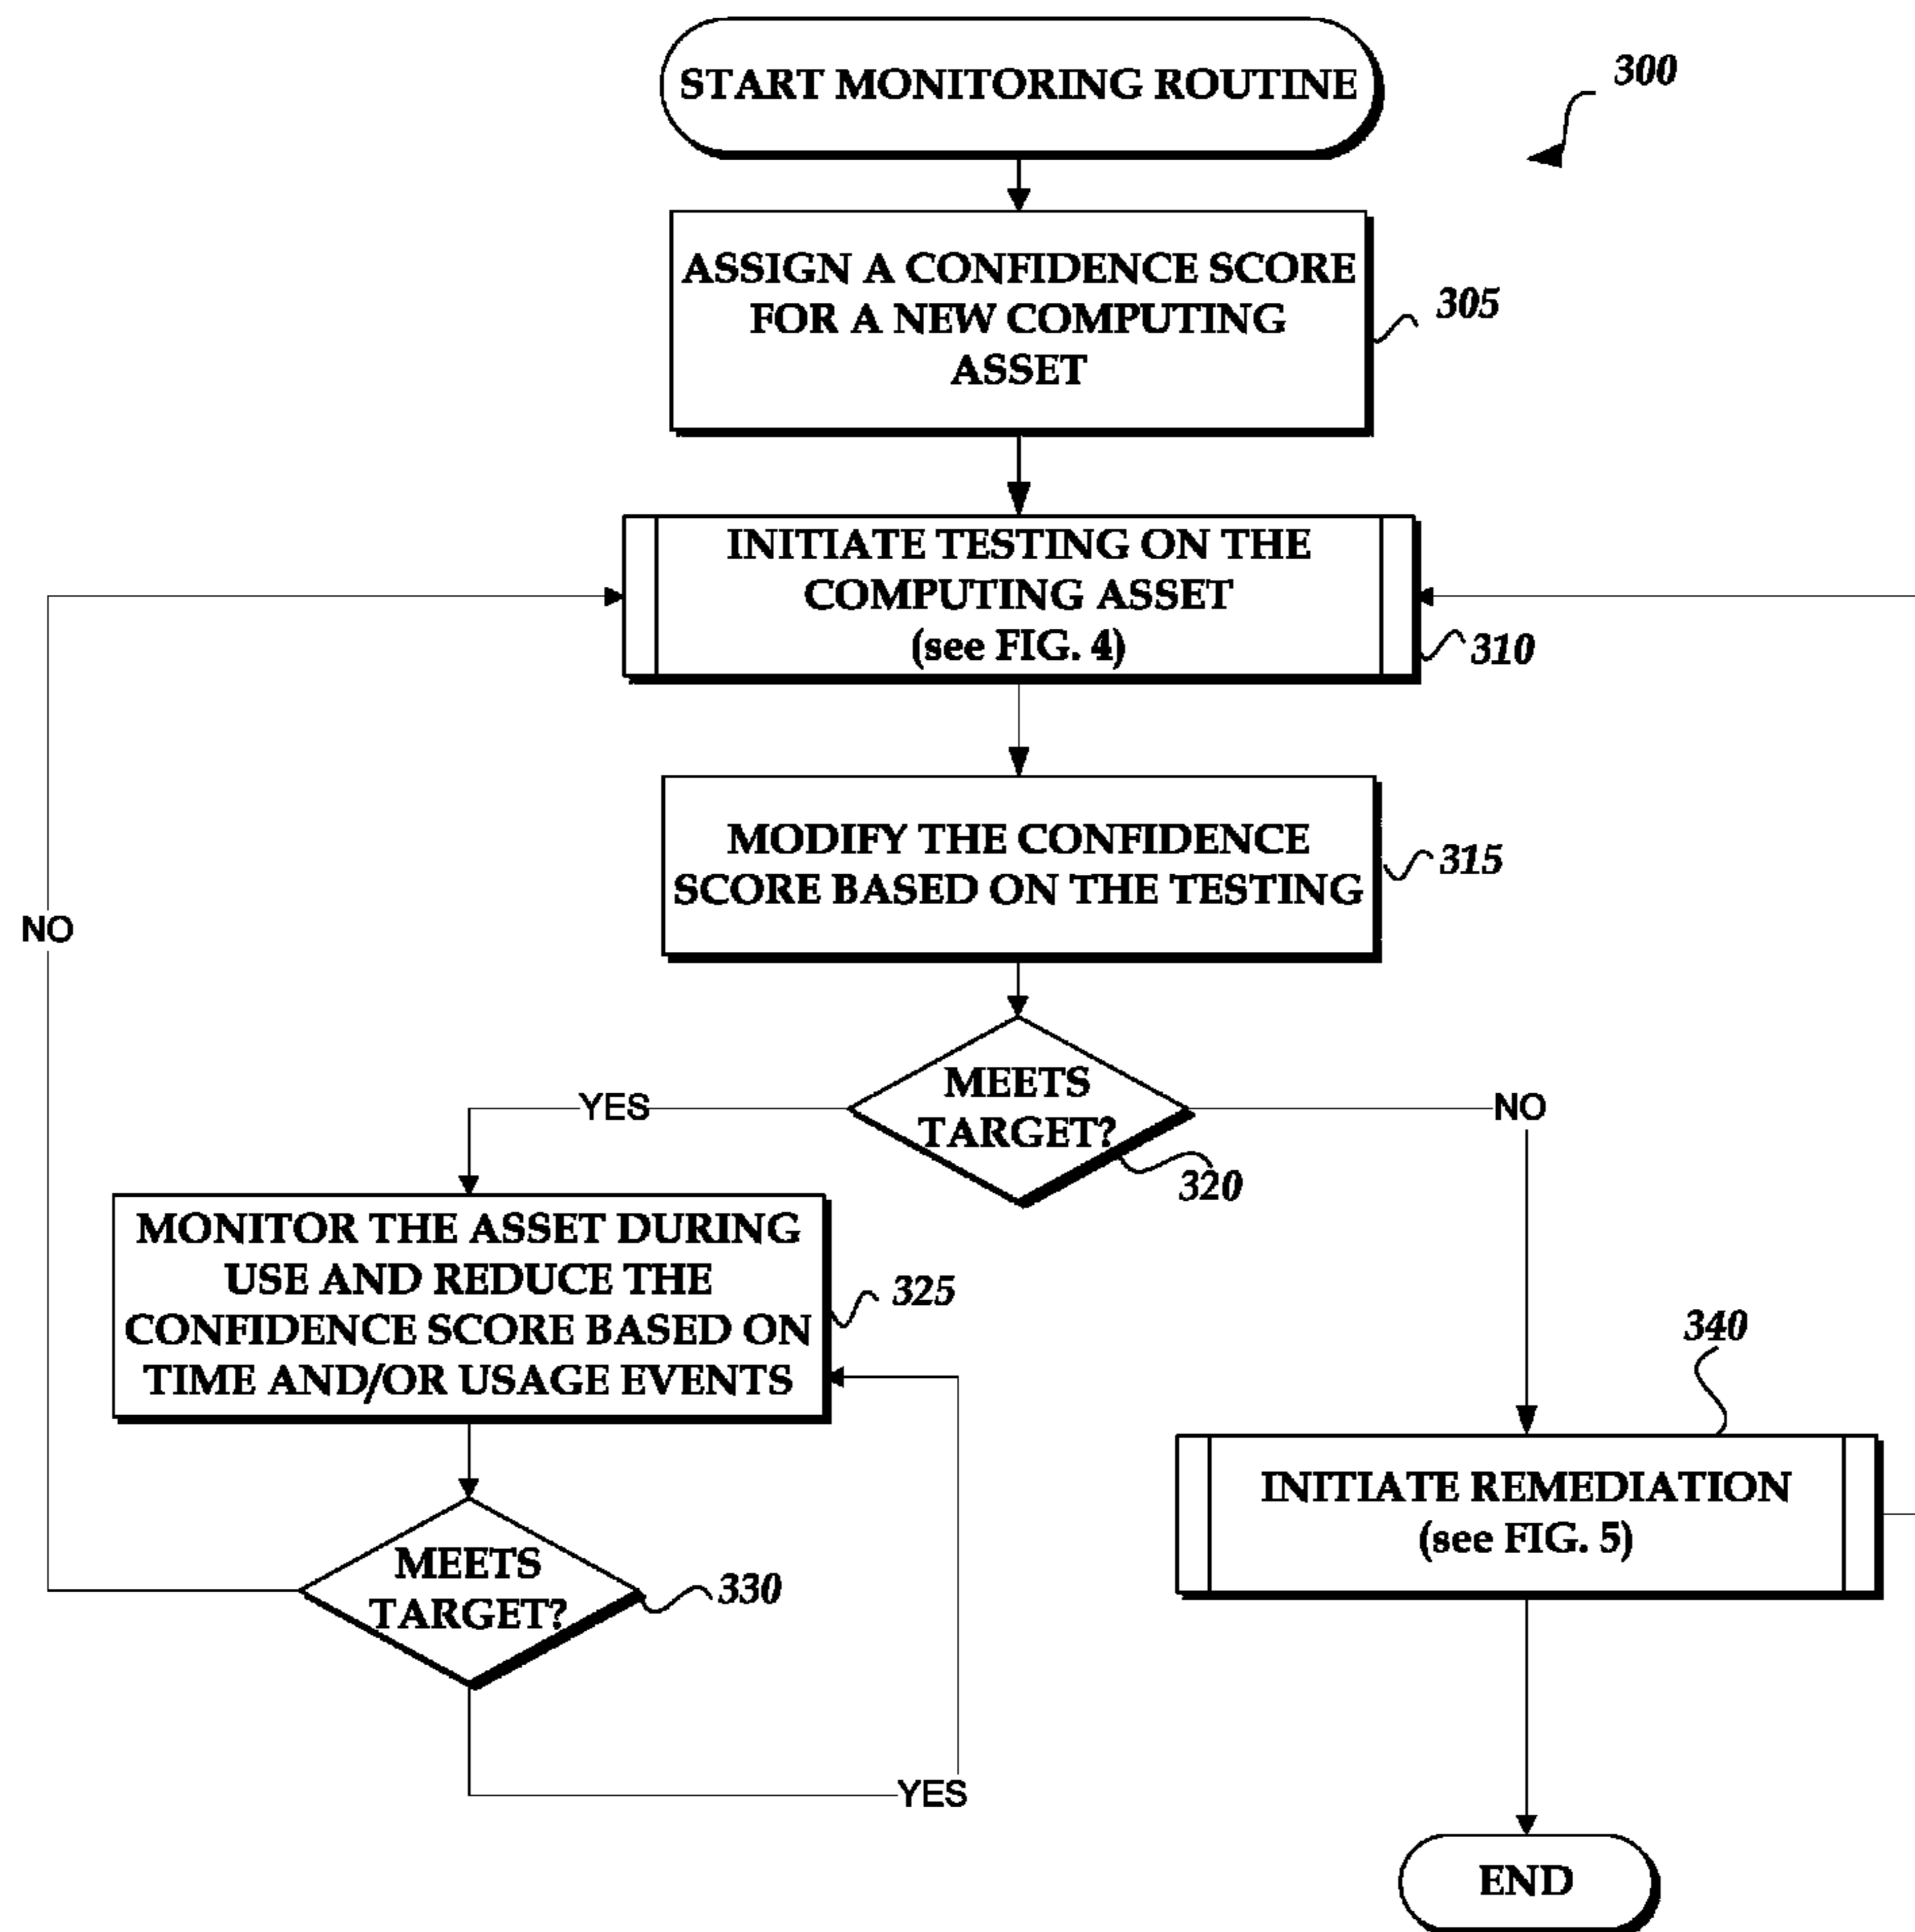 START MONITORING ROUTINE
300
ASSIGN A CONFIDENCE SCORE
FOR A NEW COMPUTING
ASSET
305
INITIATE TESTING ON THE
COMPUTING ASSET
(see FIG. 4)
310
MODIFY THE CONFIDENCE
SCORE BASED ON THE TESTING
315
NO
MEETS
TARGET?
320
YES
NO
MONITOR THE ASSET DURING
USE AND REDUCE THE
CONFIDENCE SCORE BASED ON
TIME AND/OR USAGE EVENTS
325
340
INITIATE REMEDIATION
(see FIG. 5)
MEETS
TARGET?
330
YES
END